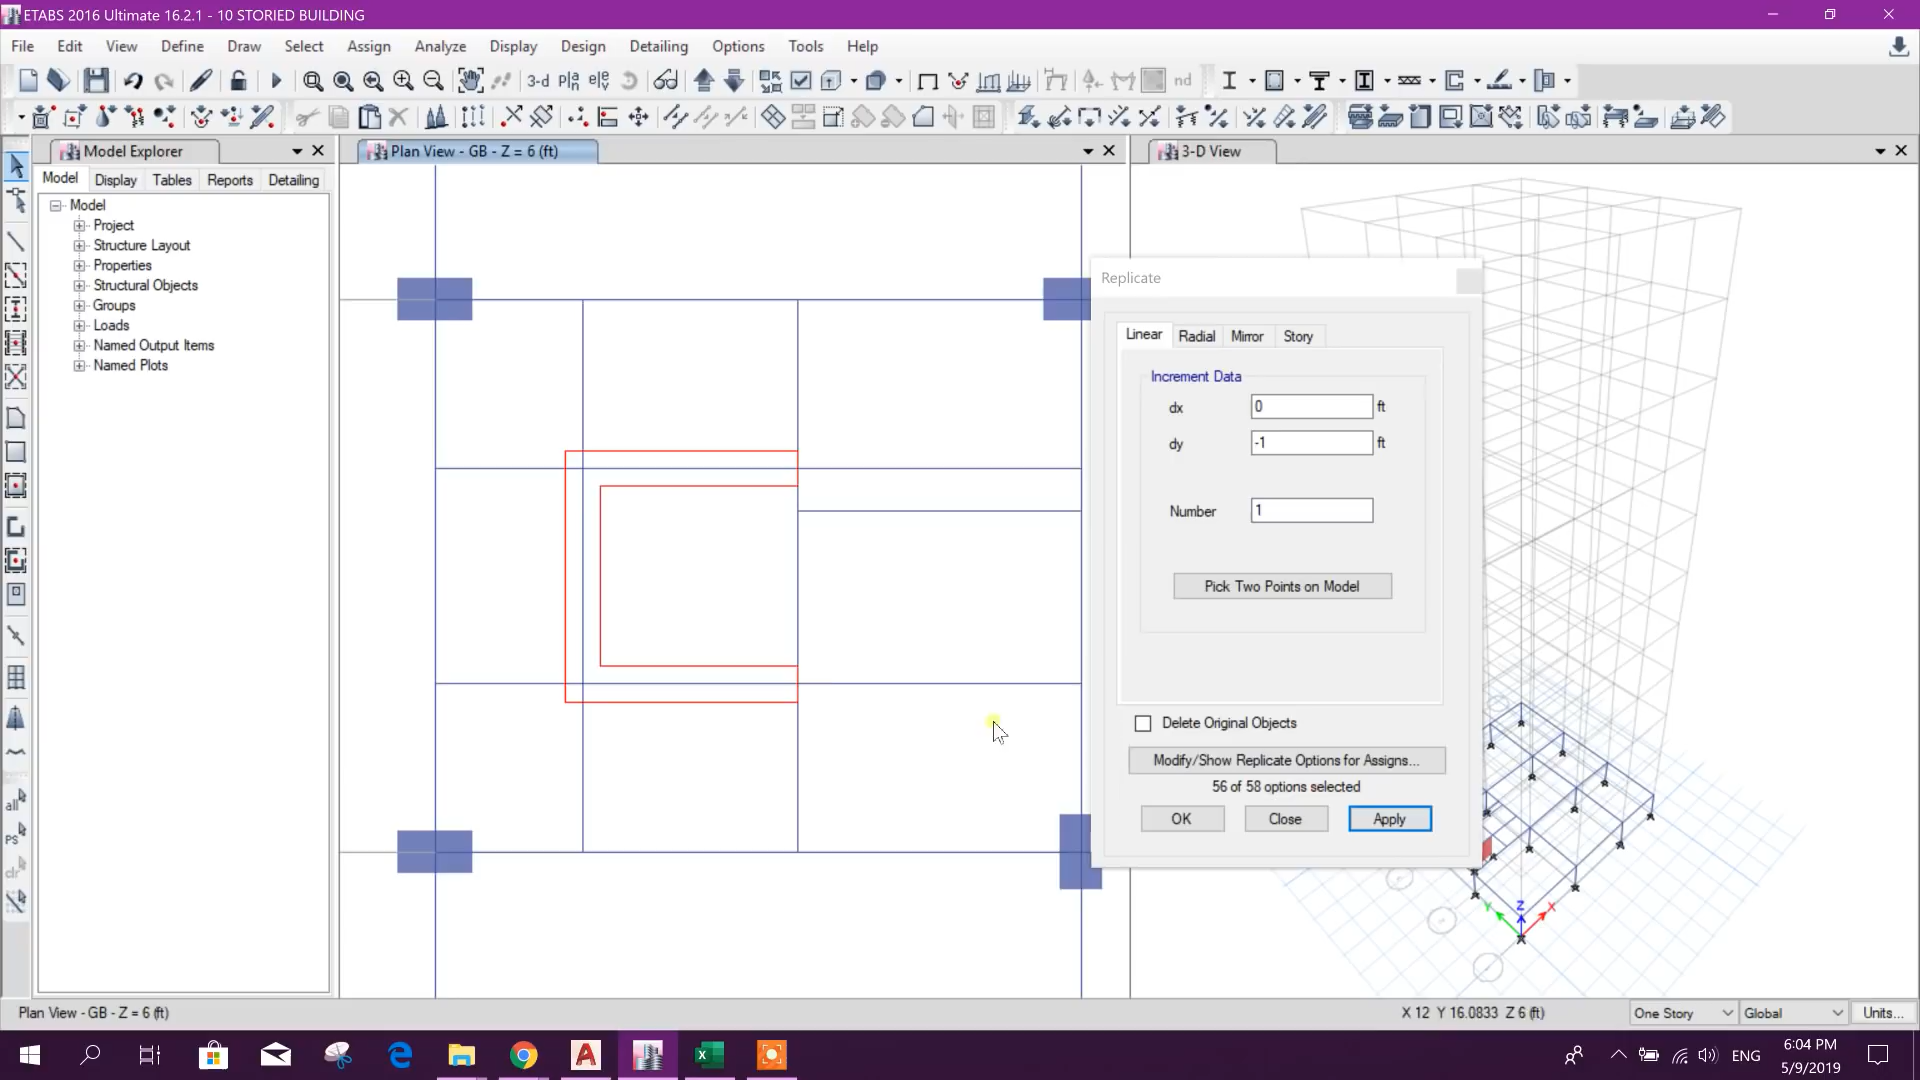 ETABS 2016 Ultimate 16.2.1 - 10 STORIED BUILDING
File Edit View Define Draw Select Assign Analyze Display Design Detailing Options Tools Help
3-d nd
Model Explorer
Model Display Tables Reports Detailing
Model
Project
Structure Layout
Properties
Structural Objects
Groups
Loads
Named Output Items
Named Plots
all
PS
clr
Plan View - GB - Z = 6 (ft)
3-D View
Replicate
Linear Radial Mirror Story
Increment Data
dx 0 ft
dy -1 ft
Number 1
Pick Two Points on Model
Delete Original Objects
Modify/Show Replicate Options for Assigns...
56 of 58 options selected
OK Close Apply
Y Z X
Plan View - GB - Z = 6 (ft)
X 12 Y 16.0833 Z 6 (ft)
One Story Global Units...
ENG
6:04 PM
5/9/2019